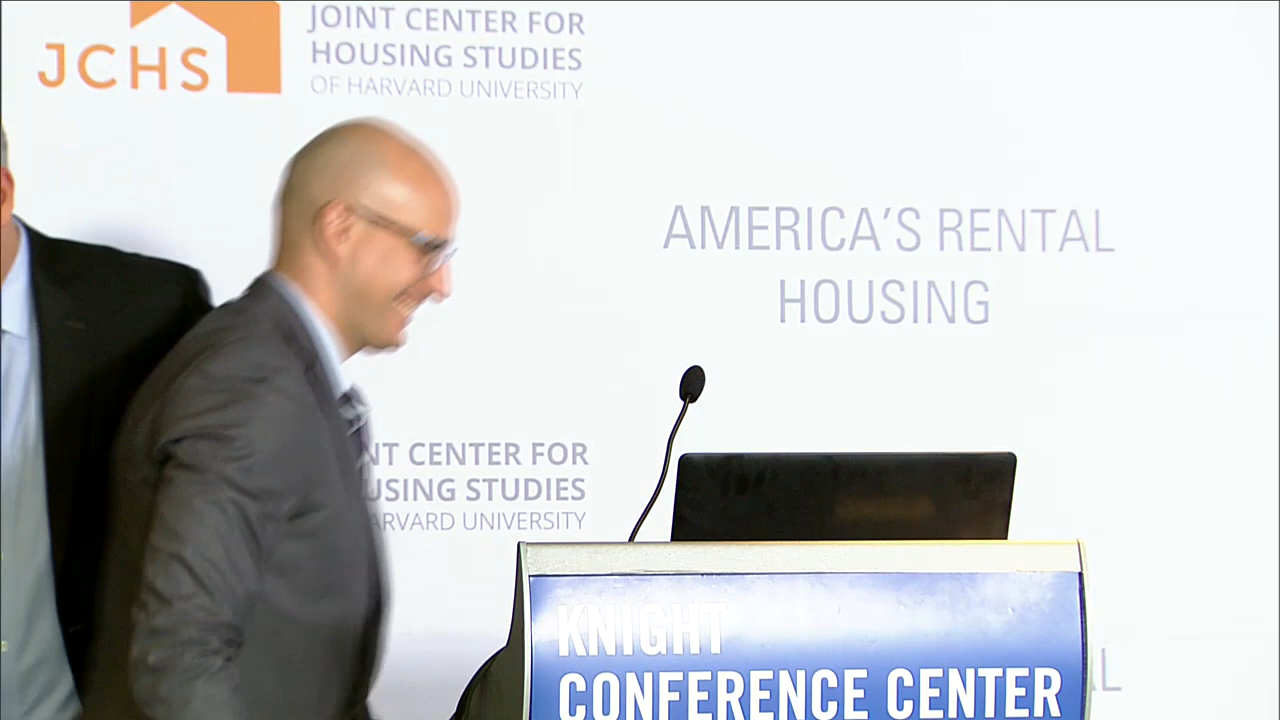 JCHS
JOINT CENTER FOR
HOUSING STUDIES
OF HARVARD UNIVERSITY
AMERICA'S RENTAL
HOUSING
NT CENTER FOR
USING STUDIES
ARVARD UNIVERSITY
KNIGHT
CONFERENCE CENTER
AL